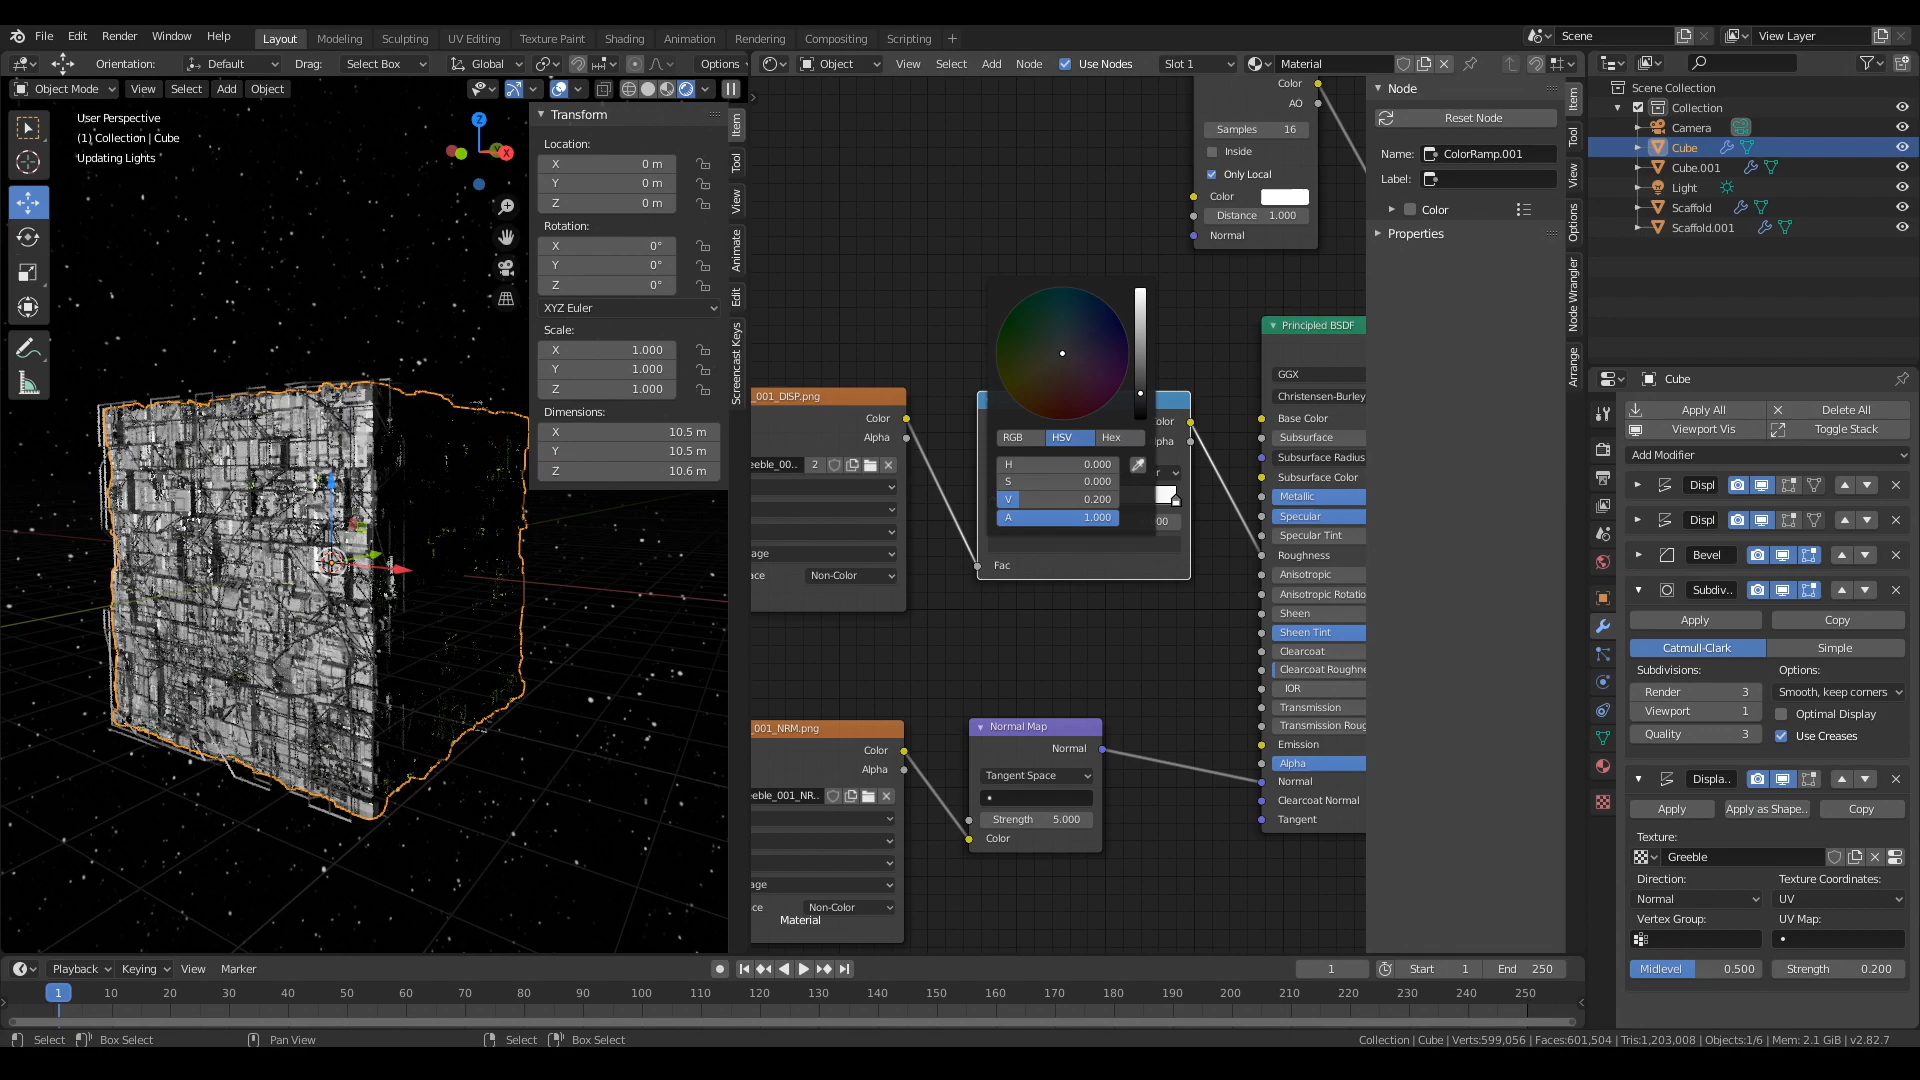 File Edit Render Window Help Layout Modeling Sculpting UV Editing Texture Paint Shading Animation Rendering Compositing Scripting + Scene View Layer
Orientation: Default Drag: Select Box Global Options Object View Select Add Node Use Nodes Slot 1 Material
Object Mode View Select Add Object
User Perspective
(1) Collection | Cube
Updating Lights
Z
Y
X
Transform
Location:
X 0 m
Y 0 m
Z 0 m
Rotation:
X 0°
Y 0°
Z 0°
XYZ Euler
Scale:
X 1.000
Y 1.000
Z 1.000
Dimensions:
X 10.5 m
Y 10.5 m
Z 10.6 m
Item
Tool
View
Animate
Edit
Screencast Keys
Color
AO
Samples 16
Inside
Only Local
Color
Distance 1.000
Normal
_001_DISP.png
Color
Alpha
eeble_00.. 2
age
ce Non-Color
RGB HSV Hex
H 0.000
S 0.000
V 0.200
A 1.000
olor
lpha
r
00
Fac
Principled BSDF
GGX
Christensen-Burley
Base Color
Subsurface
Subsurface Radius
Subsurface Color
Metallic
Specular
Specular Tint
Roughness
Anisotropic
Anisotropic Rotatio
Sheen
Sheen Tint
Clearcoat
Clearcoat Roughne
IOR
Transmission
Transmission Roug
Emission
Alpha
Normal
Clearcoat Normal
Tangent
_001_NRM.png
Color
Alpha
eeble_001_NR..
age
ce Non-Color
Material
Normal Map
Normal
Tangent Space
Strength 5.000
Color
Node
Reset Node
Name: ColorRamp.001
Label:
Color
Properties
Item
Tool
View
Options
Node Wrangler
Arrange
Scene Collection
Collection
Camera
Cube
Cube.001
Light
Scaffold
Scaffold.001
Cube
Apply All Delete All
Viewport Vis Toggle Stack
Add Modifier
Displ
Displ
Bevel
Subdiv..
Apply Copy
Catmull-Clark Simple
Subdivisions: Options:
Render 3 Smooth, keep corners
Viewport 1 Optimal Display
Quality 3 Use Creases
Displa..
Apply Apply as Shape.. Copy
Texture:
Greeble
Direction: Texture Coordinates:
Normal UV
Vertex Group: UV Map:
Midlevel 0.500 Strength 0.200
Playback Keying View Marker 1 Start 1 End 250
1 10 20 30 40 50 60 70 80 90 100 110 120 130 140 150 160 170 180 190 200 210 220 230 240 250
Select Box Select Pan View Select Box Select Collection | Cube | Verts:599,056 | Faces:601,504 | Tris:1,203,008 | Objects:1/6 | Mem: 2.1 GiB | v2.82.7